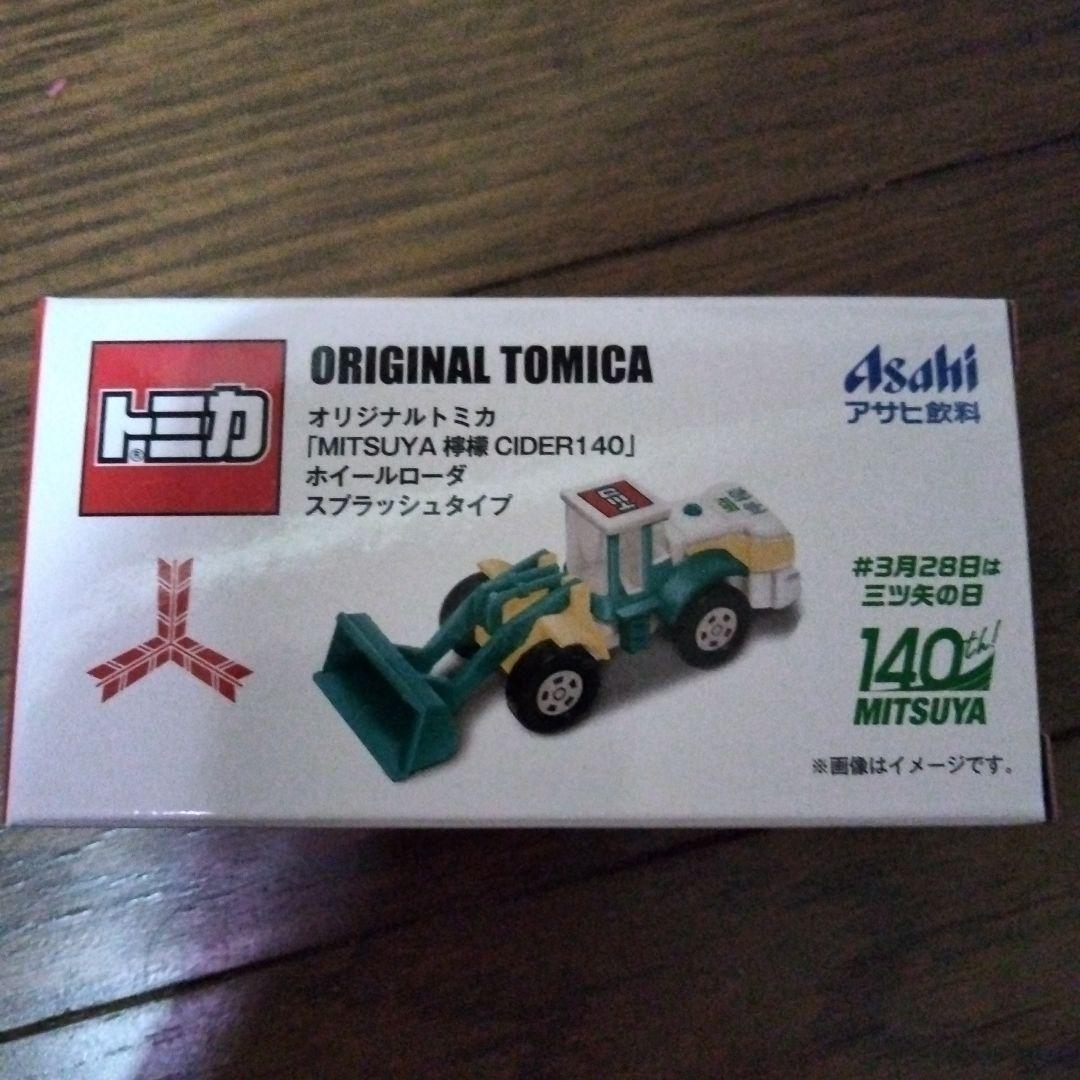 トミカ®
ORIGINAL TOMICA
オリジナルトミカ
「MITSUYA 檸檬 CIDER140」
ホイールローダ
スプラッシュタイプ
Asahi
アサヒ飲料
トミカ
#3月28日は
三ツ矢の日
140th!
MITSUYA
※画像はイメージです。